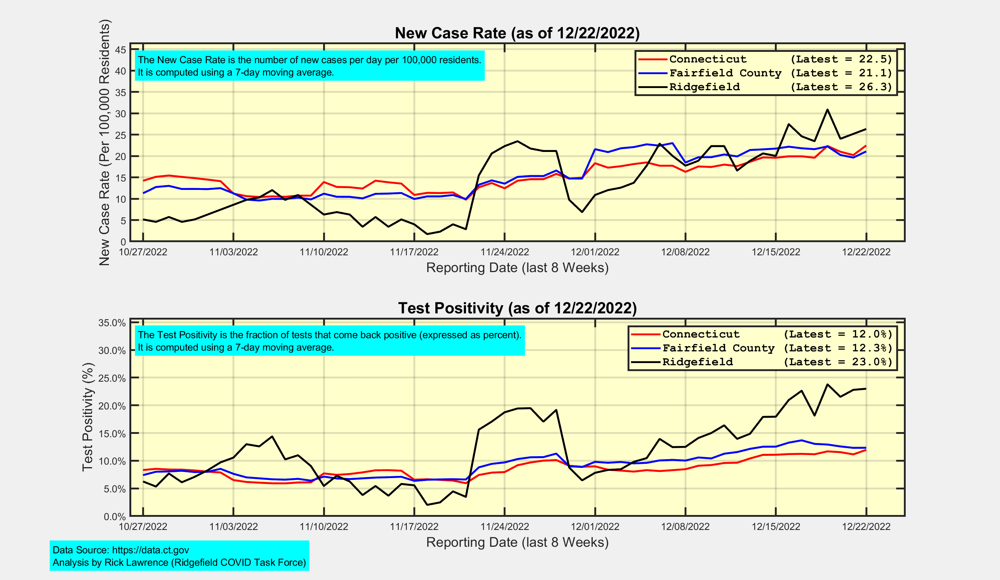 New Case Rate (as of 12/22/2022)
New Case Rate (Per 100,000 Residents)
45
40
35
30
25
20
15
10
5
0
The New Case Rate is the number of new cases per day per 100,000 residents.
It is computed using a 7-day moving average.
Connecticut (Latest = 22.5)
Fairfield County (Latest = 21.1)
Ridgefield (Latest = 26.3)
10/27/2022 11/03/2022 11/10/2022 11/17/2022 11/24/2022 12/01/2022 12/08/2022 12/15/2022 12/22/2022
Reporting Date (last 8 Weeks)
Test Positivity (as of 12/22/2022)
Test Positivity (%)
35.0%
30.0%
25.0%
20.0%
15.0%
10.0%
5.0%
0.0%
The Test Positivity is the fraction of tests that come back positive (expressed as percent).
It is computed using a 7-day moving average.
Connecticut (Latest = 12.0%)
Fairfield County (Latest = 12.3%)
Ridgefield (Latest = 23.0%)
10/27/2022 11/03/2022 11/10/2022 11/17/2022 11/24/2022 12/01/2022 12/08/2022 12/15/2022 12/22/2022
Reporting Date (last 8 Weeks)
Data Source: https://data.ct.gov
Analysis by Rick Lawrence (Ridgefield COVID Task Force)